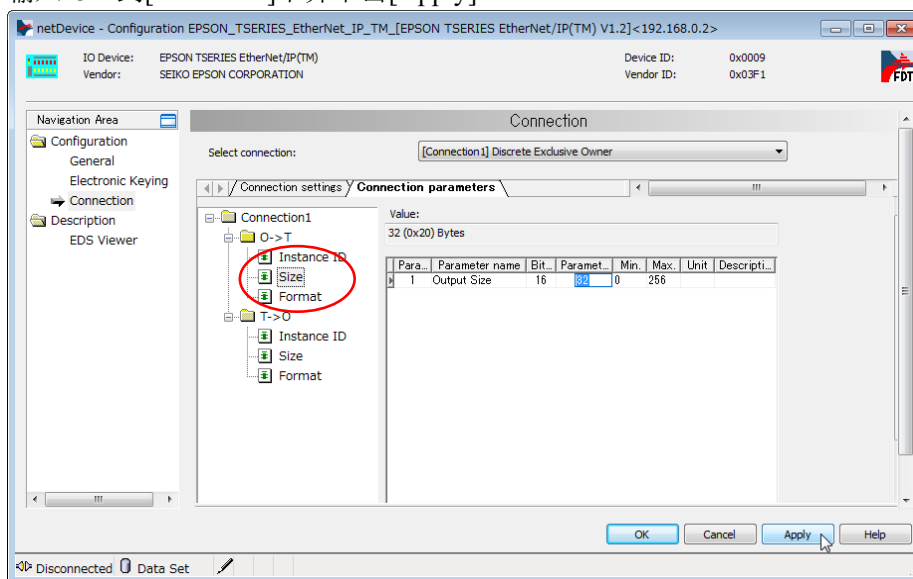 netDevice - Configuration EPSON_TSERIES_EtherNet_IP_TM_[EPSON TSERIES EtherNet/IP(TM) V1.2]<192.168.0.2>
IO Device: EPSON TSERIES EtherNet/IP(TM) Device ID: 0x0009
Vendor: SEIKO EPSON CORPORATION Vendor ID: 0x03F1
FDT
Navigation Area
Connection
Configuration
General
Electronic Keying
Connection
Description
EDS Viewer
Select connection: [Connection1] Discrete Exclusive Owner
Connection settings Connection parameters
Connection1
O->T
Instance ID
Size
Format
T->O
Instance ID
Size
Format
Value:
32 (0x20) Bytes
Para... Parameter name Bit... Paramet... Min. Max. Unit Descripti...
1 Output Size 16 32 0 256
OK Cancel Apply Help
Disconnected Data Set